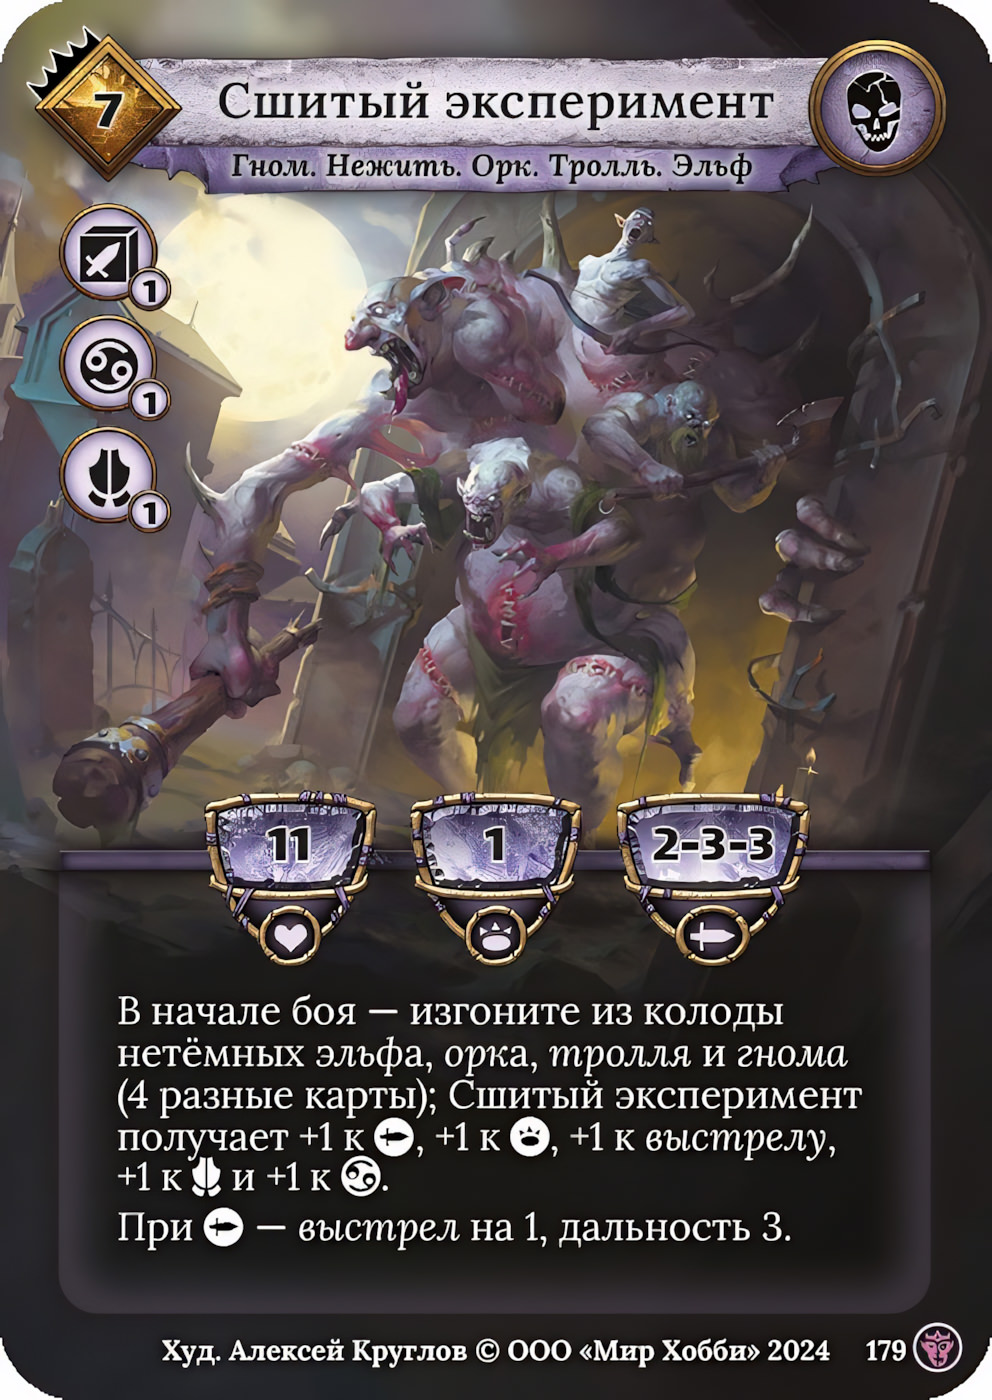 7
Сшитый эксперимент
Гном. Нежить. Орк. Тролль. Эльф
1
1
1
11
1
2-3-3
В начале боя — изгоните из колоды
нетёмных эльфа, орка, тролля и гнома
(4 разные карты); Сшитый эксперимент
получает +1 к , +1 к , +1 к выстрелу,
+1 к и +1 к .
При — выстрел на 1, дальность 3.
Худ. Алексей Круглов © ООО «Мир Хобби» 2024 179